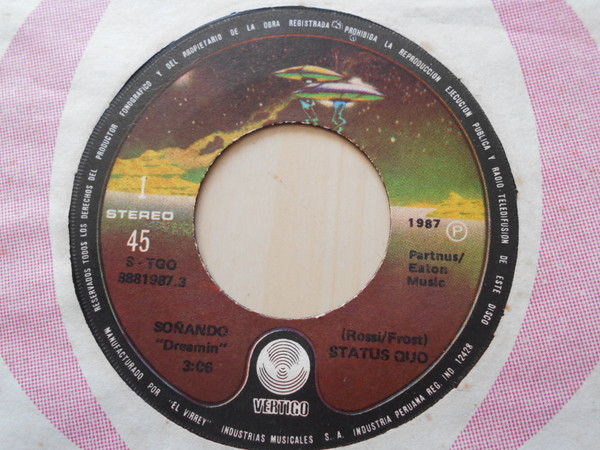 RESERVADOS TODOS LOS DERECHOS DEL PRODUCTOR FONOGRAFICO Y DEL PROPIETARIO DE LA OBRA REGISTRADA PROHIBIDA LA REPRODUCCION EJECUCION PUBLICA Y RADIO-TELEDIFUSION DE ESTE DISCO
1
STEREO
45
S - TGO
8881987.3
SOÑANDO
"Dreamin"
3:06
1987 P
Partnus/
Eaton
Music
(Rossi/Frost)
STATUS QUO
VERTIGO
MANUFACTURADO POR "EL VIRREY" INDUSTRIAS MUSICALES S. A. INDUSTRIA PERUANA REG. IND 12428